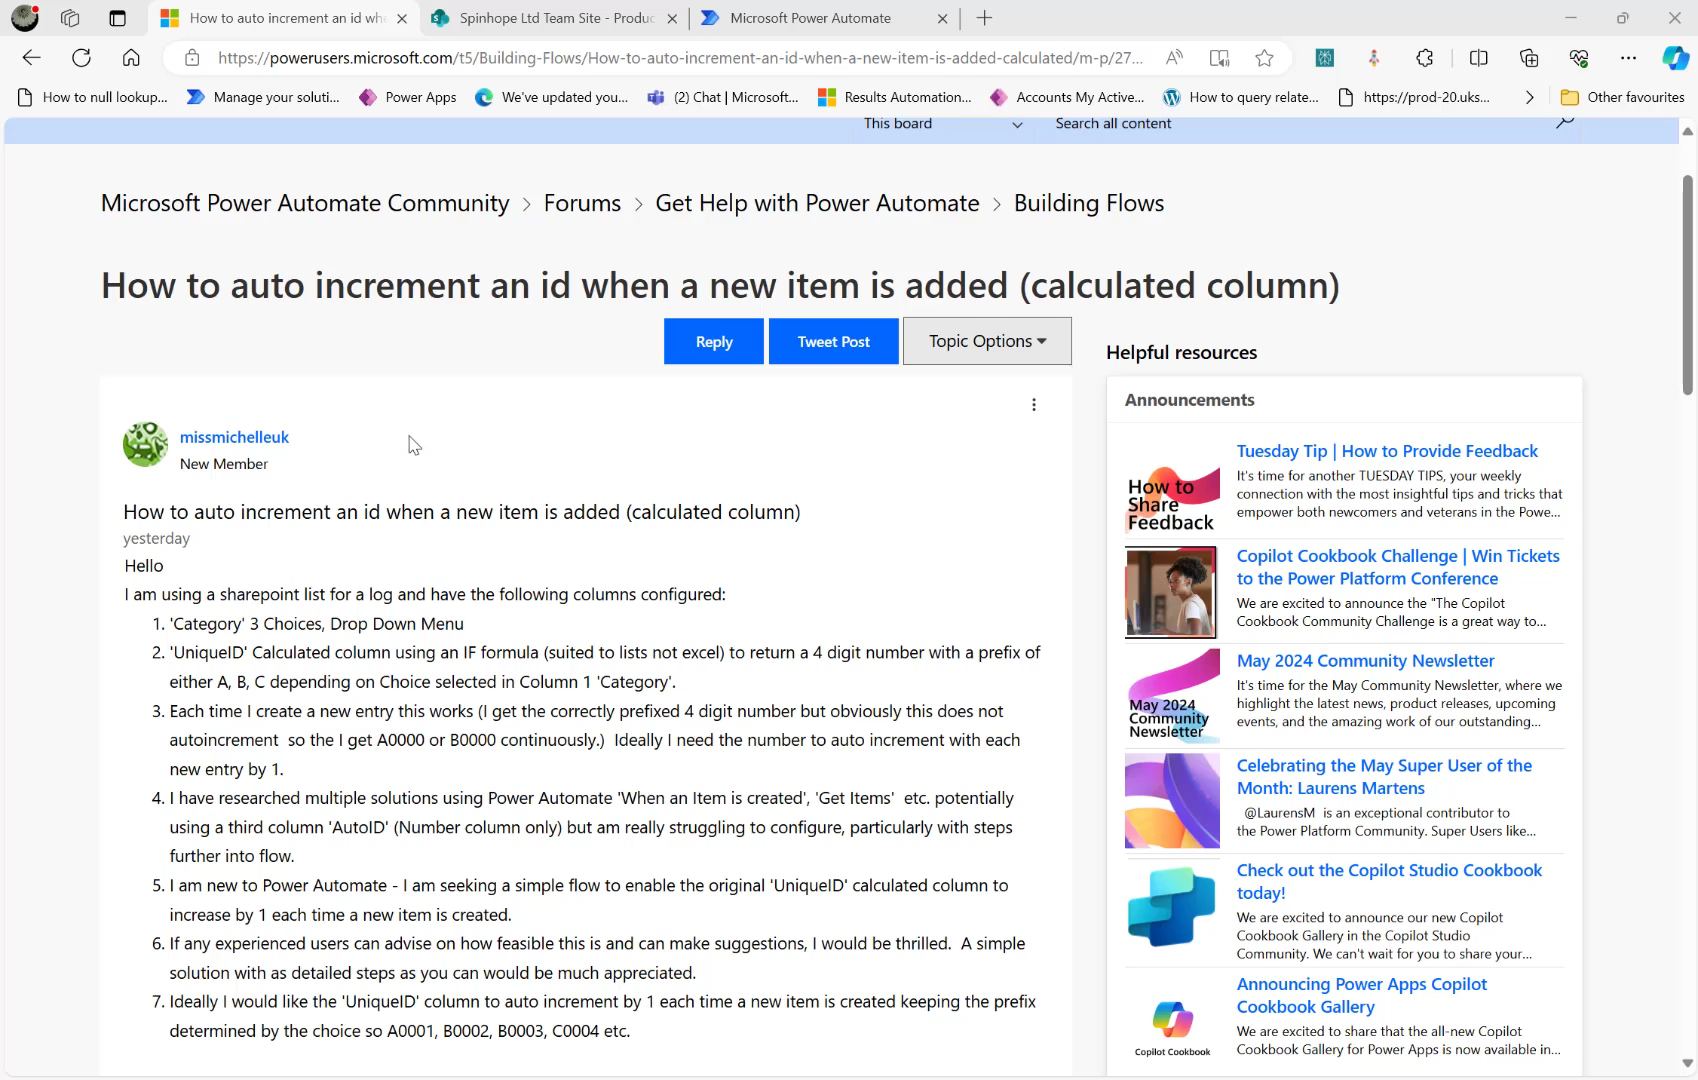 How to auto increment an id whe
Spinhope Ltd Team Site - Produc
Microsoft Power Automate
https://powerusers.microsoft.com/t5/Building-Flows/How-to-auto-increment-an-id-when-a-new-item-is-added-calculated/m-p/27...
How to null lookup...
Manage your soluti...
Power Apps
We've updated you...
(2) Chat | Microsoft...
Results Automation...
Accounts My Active...
How to query relate...
https://prod-20.uks...
Other favourites
This board
Search all content
Microsoft Power Automate Community > Forums > Get Help with Power Automate > Building Flows
How to auto increment an id when a new item is added (calculated column)
Reply
Tweet Post
Topic Options
missmichelleuk
New Member
How to auto increment an id when a new item is added (calculated column)
yesterday
Hello
I am using a sharepoint list for a log and have the following columns configured:
1. 'Category' 3 Choices, Drop Down Menu
2. 'UniqueID' Calculated column using an IF formula (suited to lists not excel) to return a 4 digit number with a prefix of
either A, B, C depending on Choice selected in Column 1 'Category'.
3. Each time I create a new entry this works (I get the correctly prefixed 4 digit number but obviously this does not
autoincrement  so the I get A0000 or B0000 continuously.)  Ideally I need the number to auto increment with each
new entry by 1.
4. I have researched multiple solutions using Power Automate 'When an Item is created', 'Get Items'  etc. potentially
using a third column 'AutoID' (Number column only) but am really struggling to configure, particularly with steps
further into flow.
5. I am new to Power Automate - I am seeking a simple flow to enable the original 'UniqueID' calculated column to
increase by 1 each time a new item is created.
6. If any experienced users can advise on how feasible this is and can make suggestions, I would be thrilled.  A simple
solution with as detailed steps as you can would be much appreciated.
7. Ideally I would like the 'UniqueID' column to auto increment by 1 each time a new item is created keeping the prefix
determined by the choice so A0001, B0002, B0003, C0004 etc.
Helpful resources
Announcements
How to
Share
Feedback
Tuesday Tip | How to Provide Feedback
It's time for another TUESDAY TIPS, your weekly
connection with the most insightful tips and tricks that
empower both newcomers and veterans in the Powe...
Copilot Cookbook Challenge | Win Tickets
to the Power Platform Conference
We are excited to announce the "The Copilot
Cookbook Community Challenge is a great way to...
May 2024
Community
Newsletter
May 2024 Community Newsletter
It's time for the May Community Newsletter, where we
highlight the latest news, product releases, upcoming
events, and the amazing work of our outstanding...
Celebrating the May Super User of the
Month: Laurens Martens
@LaurensM  is an exceptional contributor to
the Power Platform Community. Super Users like...
Check out the Copilot Studio Cookbook
today!
We are excited to announce our new Copilot
Cookbook Gallery in the Copilot Studio
Community. We can't wait for you to share your...
Copilot Cookbook
Announcing Power Apps Copilot
Cookbook Gallery
We are excited to share that the all-new Copilot
Cookbook Gallery for Power Apps is now available in...